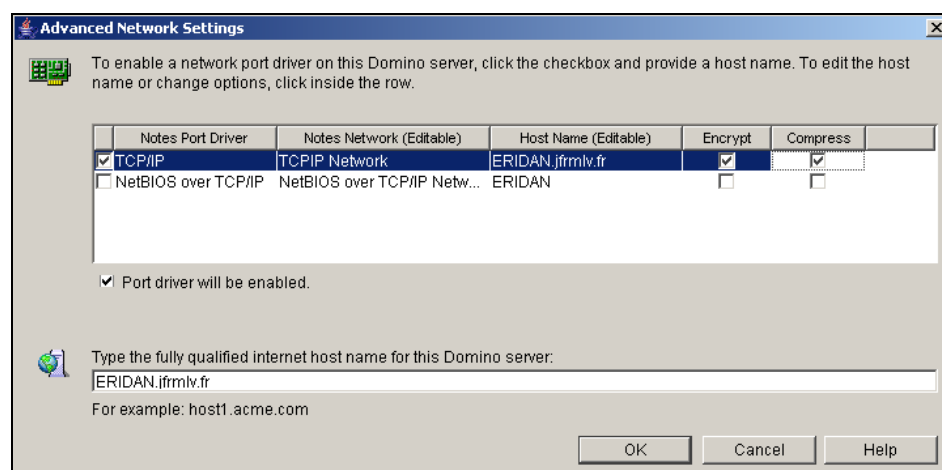 Advanced Network Settings
To enable a network port driver on this Domino server, click the checkbox and provide a host name. To edit the host
name or change options, click inside the row.
Notes Port Driver Notes Network (Editable) Host Name (Editable) Encrypt Compress
TCP/IP TCPIP Network ERIDAN.jfrmlv.fr
NetBIOS over TCP/IP NetBIOS over TCP/IP Netw... ERIDAN
Port driver will be enabled.
Type the fully qualified internet host name for this Domino server:
ERIDAN.jfrmlv.fr
For example: host1.acme.com
OK Cancel Help